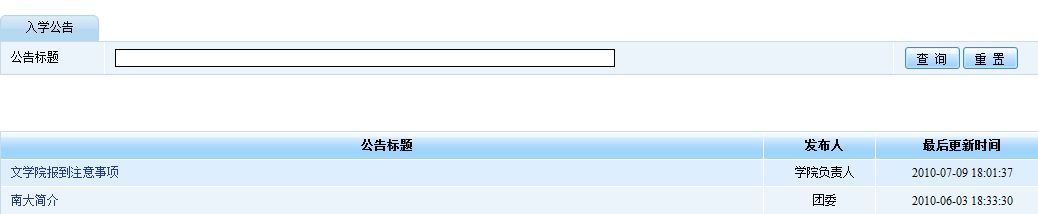 入学公告
公告标题 查 询 重 置
公告标题 发布人 最后更新时间
文学院报到注意事项 学院负责人 2010-07-09 18:01:37
南大简介 团委 2010-06-03 18:33:30